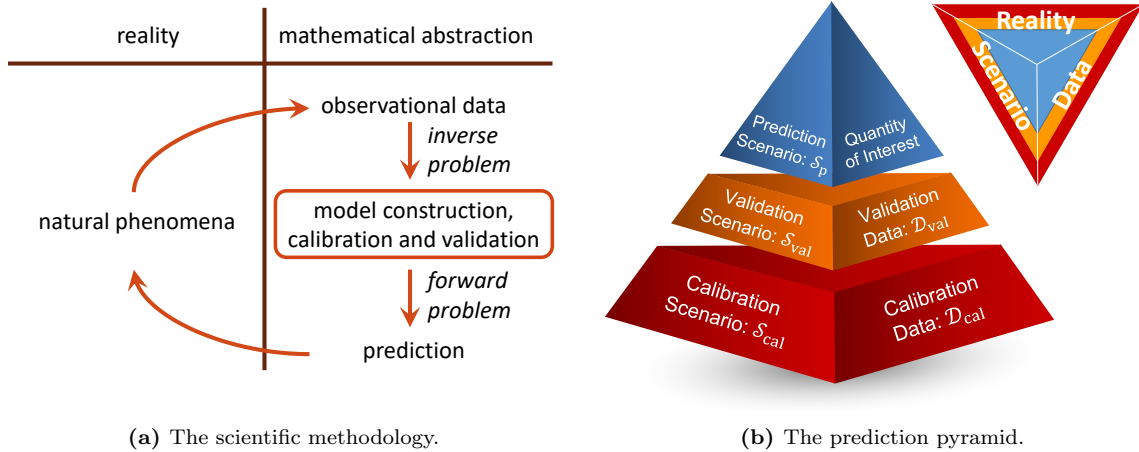 reality
mathematical abstraction
observational data
inverse
problem
natural phenomena
model construction,
calibration and validation
forward
problem
prediction
(a) The scientific methodology.
Reality
Scenario
Data
Prediction
Scenario: 𝒮p
Quantity
of Interest
Validation
Scenario: 𝒮val
Validation
Data: 𝒟val
Calibration
Scenario: 𝒮cal
Calibration
Data: 𝒟cal
(b) The prediction pyramid.